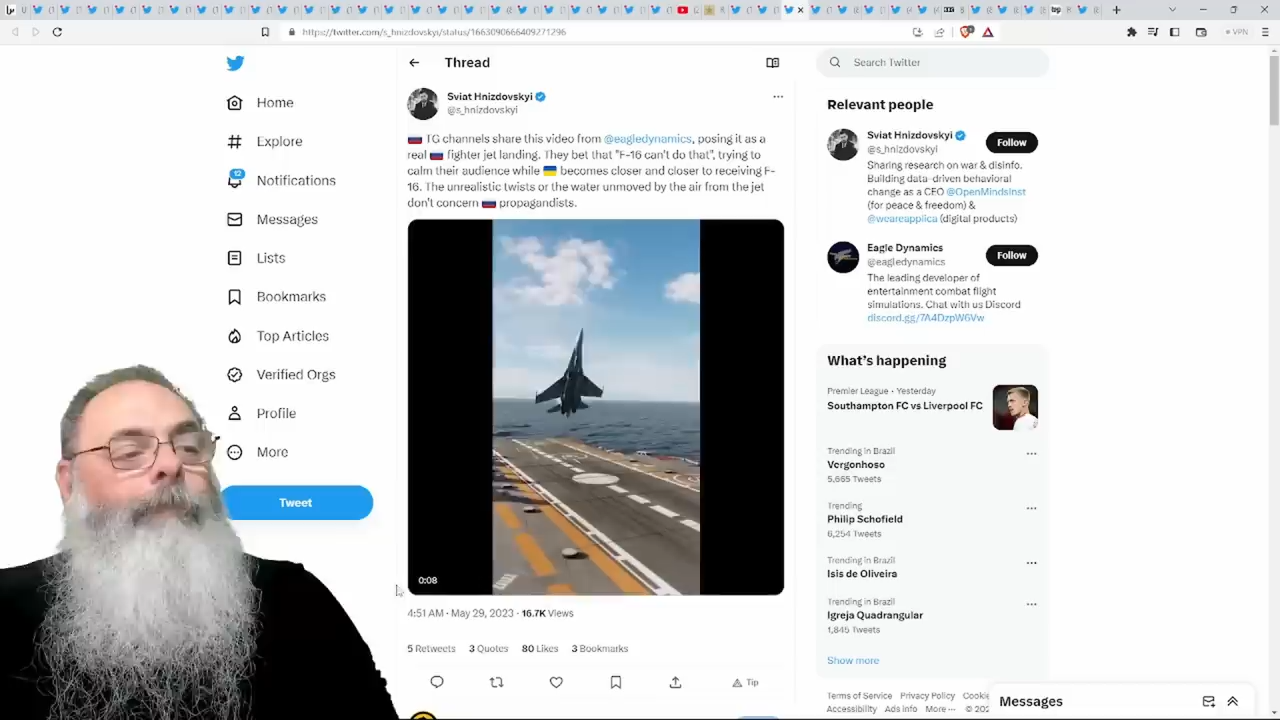 https://twitter.com/s_hnizdovskyi/status/1663090666409271296
VPN
Home
Explore
12
Notifications
Messages
Lists
Bookmarks
Top Articles
Verified Orgs
Profile
More
Tweet
Thread
Sviat Hnizdovskyi
@s_hnizdovskyi
TG channels share this video from @eagledynamics, posing it as a
real fighter jet landing. They bet that "F-16 can't do that", trying to
calm their audience while becomes closer and closer to receiving F-
16. The unrealistic twists or the water unmoved by the air from the jet
don't concern propagandists.
0:08
4:51 AM · May 29, 2023 · 16.7K Views
5 Retweets 3 Quotes 80 Likes 3 Bookmarks
Tip
Search Twitter
Relevant people
Sviat Hnizdovskyi
@s_hnizdovskyi
Follow
Sharing research on war & disinfo.
Building data-driven behavioral
change as a CEO @OpenMindsInst
(for peace & freedom) &
@weareapplica (digital products)
Eagle Dynamics
@eagledynamics
Follow
The leading developer of
entertainment combat flight
simulations. Chat with us Discord
discord.gg/7A4DzpW6Vw
What's happening
Premier League · Yesterday
Southampton FC vs Liverpool FC
Trending in Brazil
Vergonhoso
5,665 Tweets
Trending
Philip Schofield
6,254 Tweets
Trending in Brazil
Isis de Oliveira
Trending in Brazil
Igreja Quadrangular
1,845 Tweets
Show more
Terms of Service Privacy Policy Cookie
Accessibility Ads info More ··· © 202
Messages